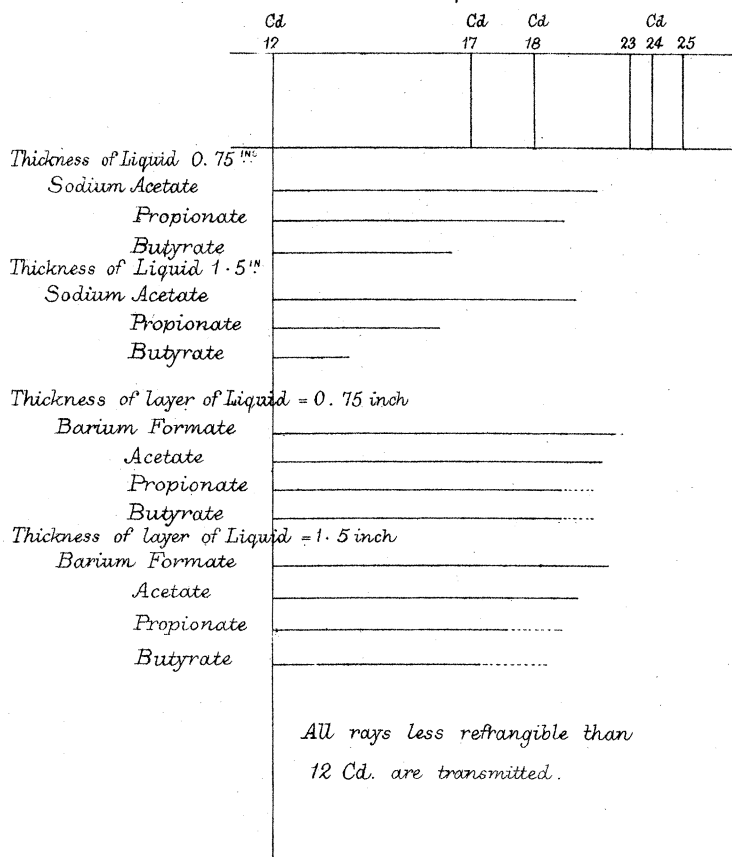 Cd Cd Cd Cd
12 17 18 23 24 25
Thickness of Liquid 0.75 INS
Sodium Acetate
Propionate
Butyrate
Thickness of Liquid 1.5 IN.
Sodium Acetate
Propionate
Butyrate
Thickness of layer of Liquid = 0.75 inch
Barium Formate
Acetate
Propionate
Butyrate
Thickness of layer of Liquid = 1.5 inch
Barium Formate
Acetate
Propionate
Butyrate
All rays less refrangible than
12 Cd. are transmitted.